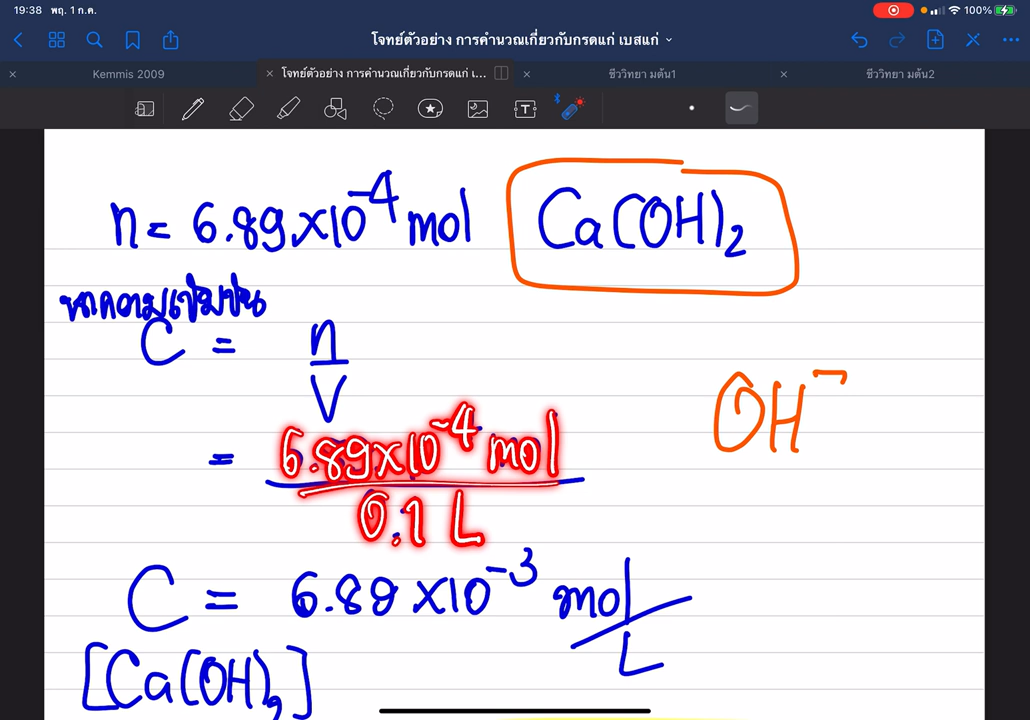 19:38 พฤ. 1 ก.ค. 100%
โจทย์ตัวอย่าง การคำนวณเกี่ยวกับกรดแก่ เบสแก่
Kemmis 2009 โจทย์ตัวอย่าง การคำนวณเกี่ยวกับกรดแก่ เ... ชีววิทยา มต้น1 ชีววิทยา มต้น2
n = 6.89×10⁻⁴ mol Ca(OH)₂
หาความเข้มข้น
C = n/V
OH⁻
= 6.89×10⁻⁴ mol / 0.1 L
C = 6.89×10⁻³ mol/L
[Ca(OH)₂]